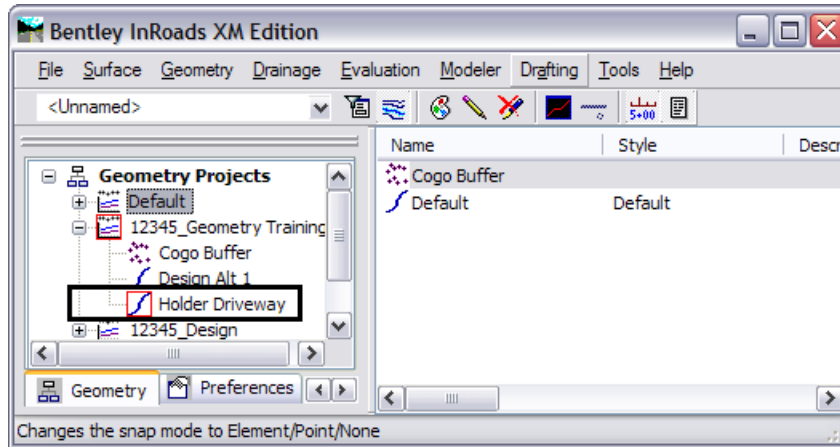 Bentley InRoads XM Edition
File Surface Geometry Drainage Evaluation Modeler Drafting Tools Help
<Unnamed>
5+00
Name Style Descr
Geometry Projects
Default
12345_Geometry Training
Cogo Buffer
Design Alt 1
Holder Driveway
12345_Design
Cogo Buffer
Default Default
Geometry Preferences
Changes the snap mode to Element/Point/None